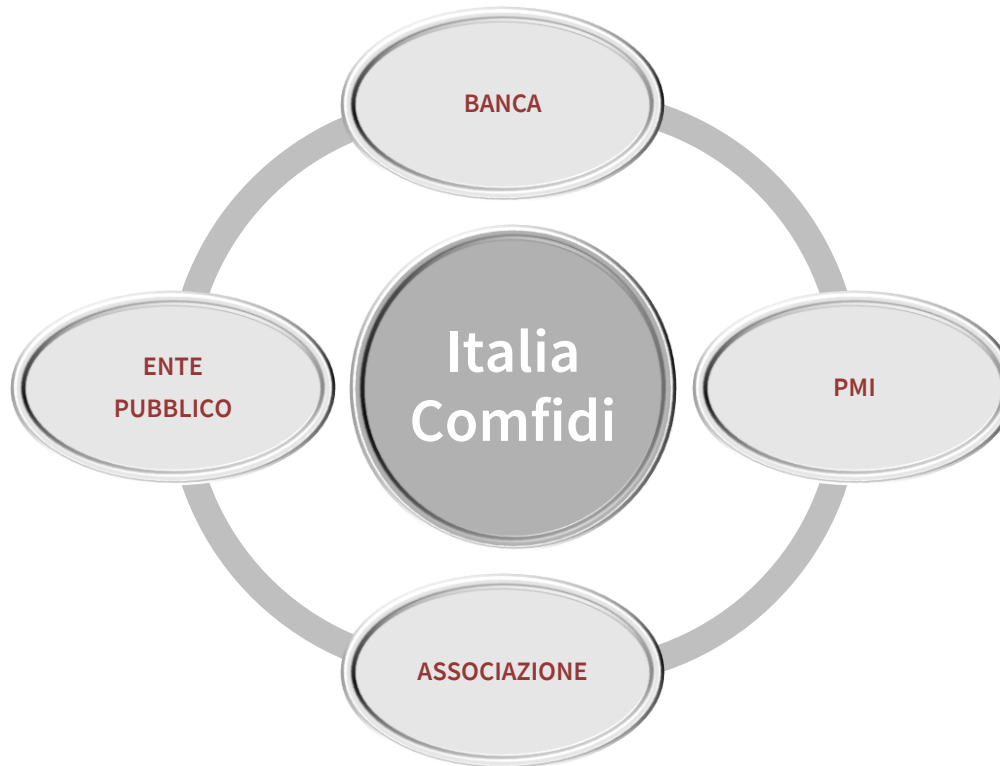 BANCA
ENTE
PUBBLICO
Italia
Comfidi
PMI
ASSOCIAZIONE